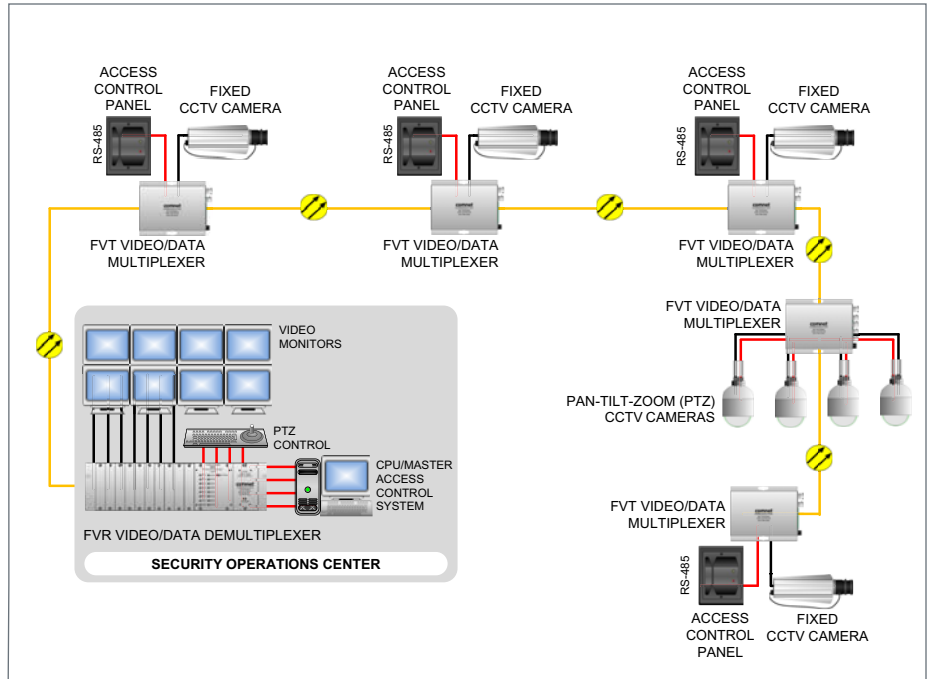 ACCESS
CONTROL
PANEL
FIXED
CCTV CAMERA
RS-485
FVT VIDEO/DATA
MULTIPLEXER
ACCESS
CONTROL
PANEL
FIXED
CCTV CAMERA
RS-485
FVT VIDEO/DATA
MULTIPLEXER
ACCESS
CONTROL
PANEL
FIXED
CCTV CAMERA
RS-485
FVT VIDEO/DATA
MULTIPLEXER
FVT VIDEO/DATA
MULTIPLEXER
PAN-TILT-ZOOM (PTZ)
CCTV CAMERAS
VIDEO
MONITORS
PTZ
CONTROL
CPU/MASTER
ACCESS
CONTROL
SYSTEM
FVR VIDEO/DATA DEMULTIPLEXER
SECURITY OPERATIONS CENTER
FVT VIDEO/DATA
MULTIPLEXER
RS-485
ACCESS
CONTROL
PANEL
FIXED
CCTV CAMERA